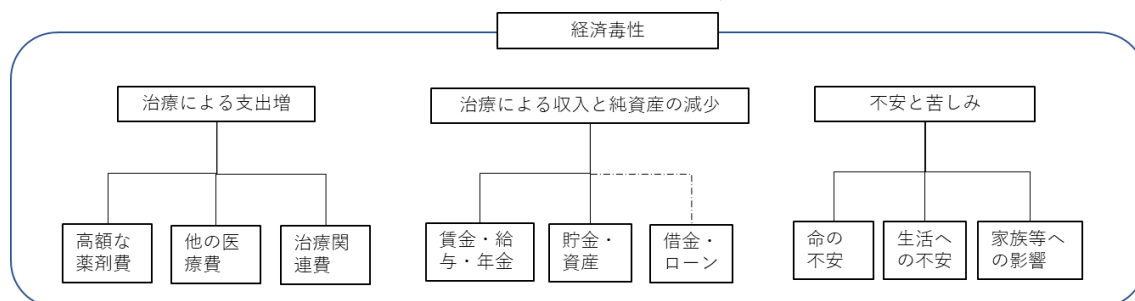 経済毒性
治療による支出増
治療による収入と純資産の減少
不安と苦しみ
高額な
薬剤費
他の医
療費
治療関
連費
賃金・給
与・年金
貯金・
資産
借金・
ローン
命の
不安
生活へ
の不安
家族等へ
の影響